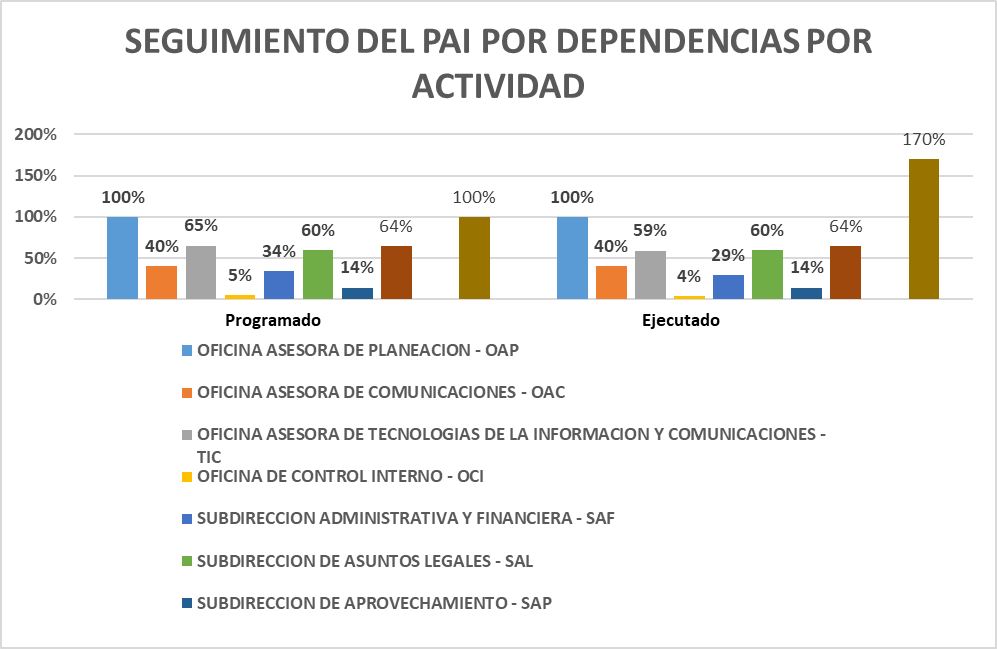 SEGUIMIENTO DEL PAI POR DEPENDENCIAS POR
ACTIVIDAD
200%
150%
100%
50%
0%
100%
40%
65%
5%
34%
60%
14%
64%
100%
100%
40%
59%
4%
29%
60%
14%
64%
170%
Programado
Ejecutado
OFICINA ASESORA DE PLANEACION - OAP
OFICINA ASESORA DE COMUNICACIONES - OAC
OFICINA ASESORA DE TECNOLOGIAS DE LA INFORMACION Y COMUNICACIONES -
TIC
OFICINA DE CONTROL INTERNO - OCI
SUBDIRECCION ADMINISTRATIVA Y FINANCIERA - SAF
SUBDIRECCION DE ASUNTOS LEGALES - SAL
SUBDIRECCION DE APROVECHAMIENTO - SAP